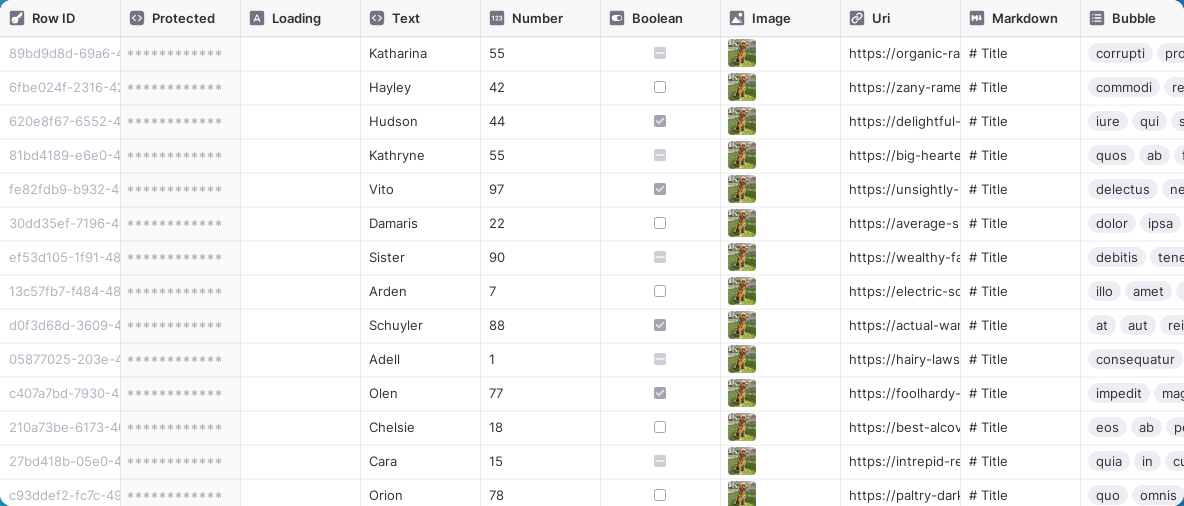 Row ID Protected Loading Text Number Boolean Image Uri Markdown Bubble
89bd9d8d-69a6-4 ************ Katharina 55 https://organic-ra # Title corrupti pro
6fbe024f-2316-42 ************ Hayley 42 https://zany-rame # Title commodi re
620e8f67-6552-4 ************ Hudson 44 https://delightful- # Title iure qui s
81bd4189-e6e0-4 ************ Kathryne 55 https://big-hearte # Title quos ab f
fe82fdb9-b932-4 ************ Vito 97 https://unsightly- # Title delectus ne
30dd35ef-7196-4 ************ Damaris 22 https://average-s # Title dolor ipsa
ef53d105-1f91-48 ************ Sister 90 https://wealthy-fa # Title debitis tene
13c57fb7-f484-48 ************ Arden 7 https://electric-sc # Title illo amet
d0f3d68d-3609-4 ************ Schuyler 88 https://actual-war # Title at aut rei
05877025-203e-4 ************ Adell 1 https://hairy-laws # Title consequatur
c407a7bd-7930-4 ************ Olen 77 https://foolhardy- # Title impedit mag
210a73be-6173-40 ************ Chelsie 18 https://best-alcov # Title eos ab pe
27bd418b-05e0-4 ************ Cara 15 https://intrepid-re # Title quia in cu
c93ddef2-fc7c-49 ************ Orion 78 https://paltry-dark # Title quo omnis